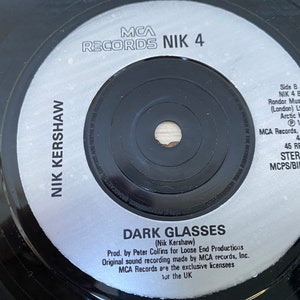 MCA
RECORDS
NIK 4
NIK KERSHAW
Side B
NIK 4 B
Rondor Music
(London)
Arctic
MCA Records,
45
STER
MCPS/BI
DARK GLASSES
(Nik Kershaw)
Prod. by Peter Collins for Loose End Productions
Original sound recording made by MCA records, Inc.
MCA Records are the exclusive licensees
for the UK